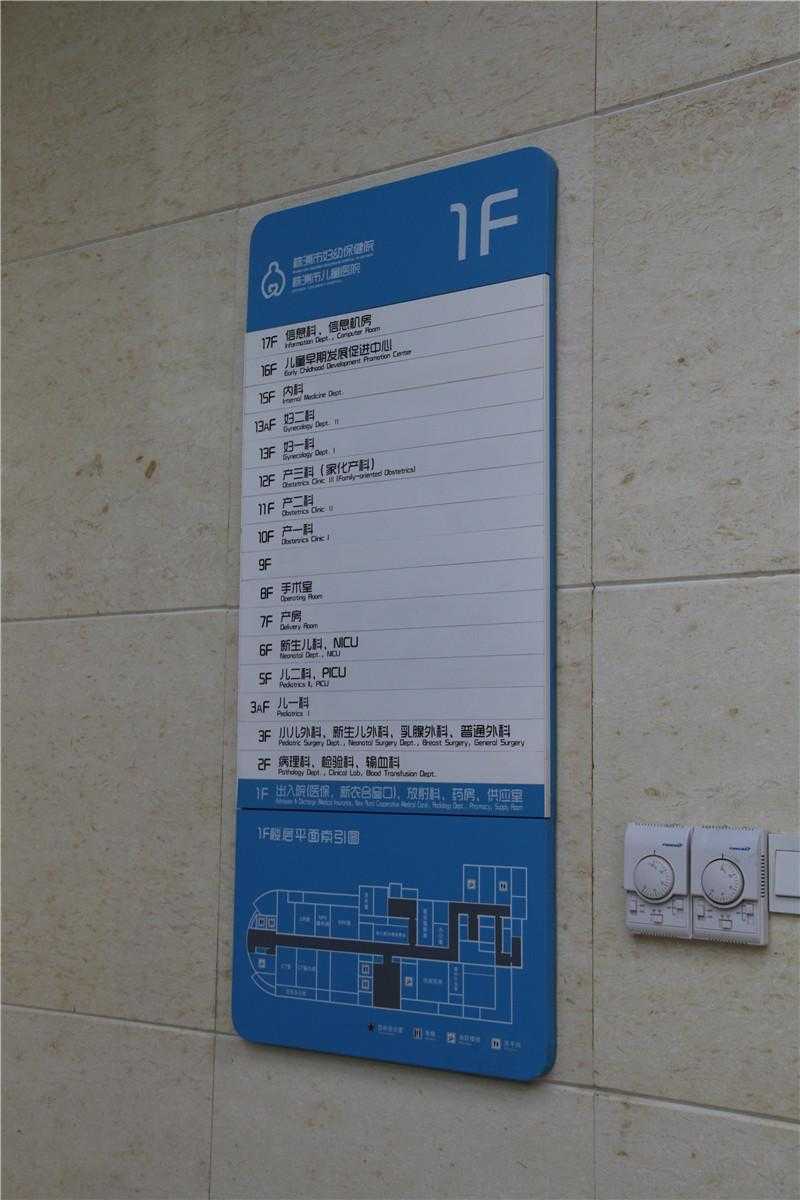 1F
株洲市妇幼保健院
株洲市儿童医院
17F 信息科、信息机房
Information Dept., Computer Room
16F 儿童早期发展促进中心
Early Childhood Development Promotion Center
15F 内科
Internal Medicine Dept.
13AF 妇二科
Gynecology Dept. II
13F 妇一科
Gynecology Dept. I
12F 产三科（家化产科）
Obstetrics Clinic III (Family-oriented Obstetrics)
11F 产二科
Obstetrics Clinic II
10F 产一科
Obstetrics Clinic I
9F
8F 手术室
Operating Room
7F 产房
Delivery Room
6F 新生儿科、NICU
Neonatal Dept., NICU
5F 儿二科、PICU
Pediatrics II, PICU
3AF 儿一科
Pediatrics I
3F 小儿外科、新生儿外科、乳腺外科、普通外科
Pediatric Surgery Dept., Neonatal Surgery Dept., Breast Surgery, General Surgery
2F 病理科、检验科、输血科
Pathology Dept., Clinical Lab, Blood Transfusion Dept.
1F 出入院(医保，新农合窗口)，放射科、药房、供应室
1F楼层平面索引图